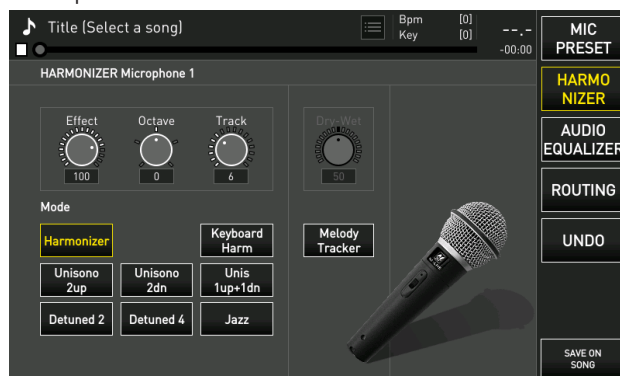 Title (Select a song)
Bpm [0]
Key [0]
--.-
-00:00
MIC
PRESET
HARMONIZER Microphone 1
HARMO
NIZER
Effect Octave Track Dry-Wet
100 0 6 50
AUDIO
EQUALIZER
ROUTING
UNDO
Mode
Harmonizer
Keyboard
Harm
Melody
Tracker
Unisono
2up
Unisono
2dn
Unis
1up+1dn
Detuned 2 Detuned 4 Jazz
SAVE ON
SONG